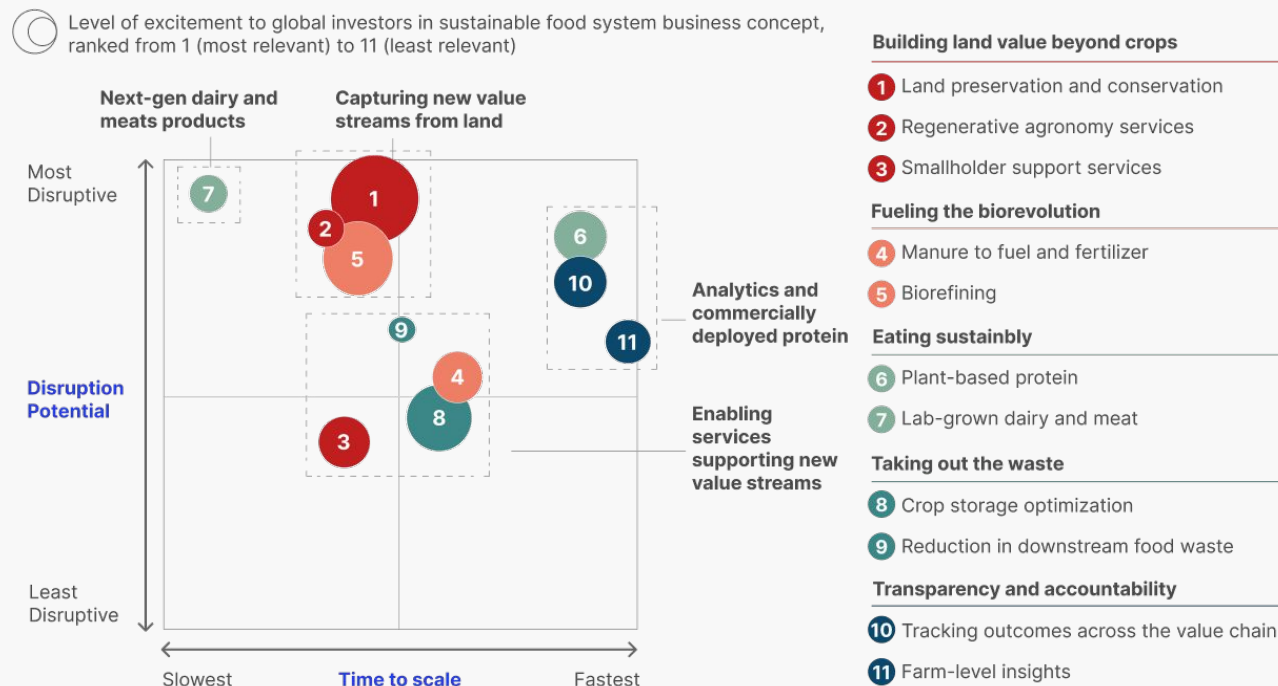 Level of excitement to global investors in sustainable food system business concept,
ranked from 1 (most relevant) to 11 (least relevant)
Next-gen dairy and
meats products
Capturing new value
streams from land
Most
Disruptive
7
1
2
5
6
10
11
9
4
8
3
Analytics and
commercially
deployed protein
Disruption
Potential
Enabling
services
supporting new
value streams
Least
Disruptive
Slowest
Time to scale
Fastest
Building land value beyond crops
1 Land preservation and conservation
2 Regenerative agronomy services
3 Smallholder support services
Fueling the biorevolution
4 Manure to fuel and fertilizer
5 Biorefining
Eating sustainbly
6 Plant-based protein
7 Lab-grown dairy and meat
Taking out the waste
8 Crop storage optimization
9 Reduction in downstream food waste
Transparency and accountability
10 Tracking outcomes across the value chain
11 Farm-level insights